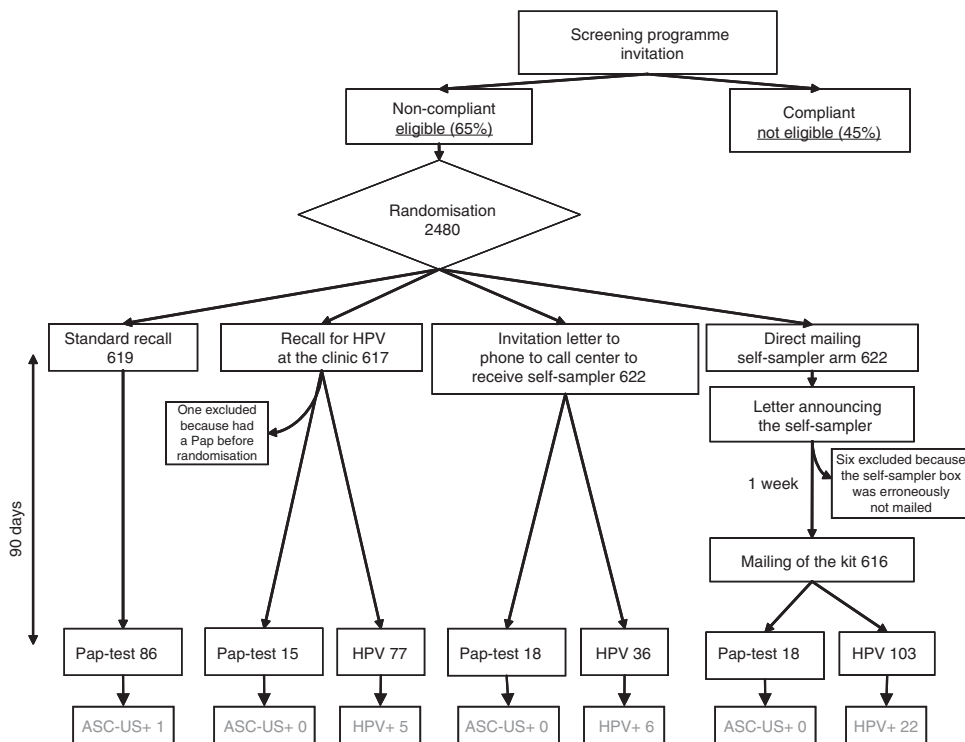 Screening programme
invitation
Non-compliant
eligible (65%)
Compliant
not eligible (45%)
Randomisation
2480
Standard recall
619
Recall for HPV
at the clinic 617
Invitation letter to
phone to call center to
receive self-sampler 622
Direct mailing
self-sampler arm 622
One excluded
because had
a Pap before
randomisation
Letter announcing
the self-sampler
1 week
Six excluded because
the self-sampler box
was erroneously
not mailed
90 days
Mailing of the kit 616
Pap-test 86
Pap-test 15
HPV 77
Pap-test 18
HPV 36
Pap-test 18
HPV 103
ASC-US+ 1
ASC-US+ 0
HPV+ 5
ASC-US+ 0
HPV+ 6
ASC-US+ 0
HPV+ 22